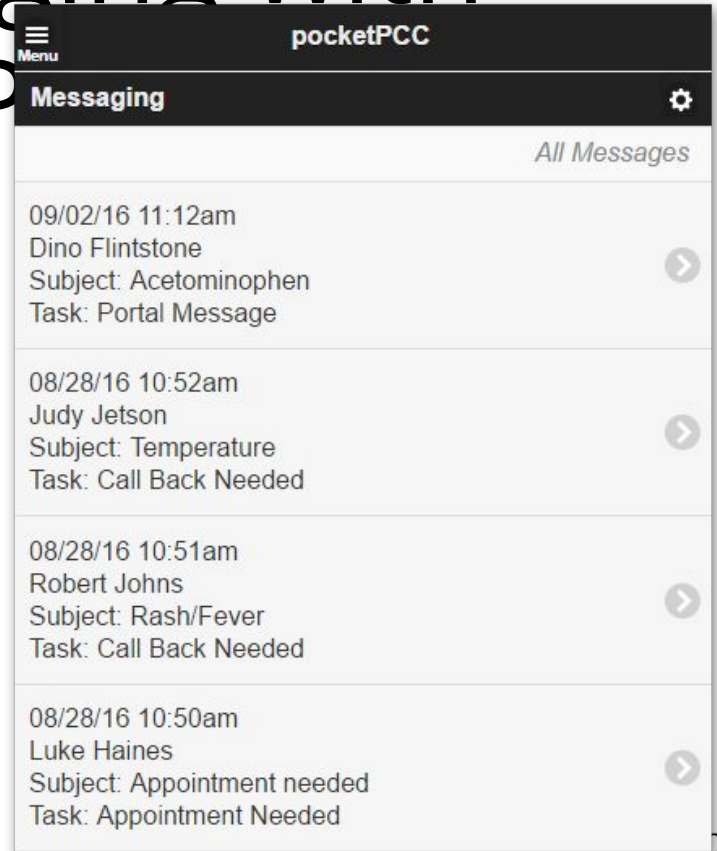 ging with
pocketPCC
Menu
Messaging
All Messages
09/02/16 11:12am
Dino Flintstone
Subject: Acetominophen
Task: Portal Message
08/28/16 10:52am
Judy Jetson
Subject: Temperature
Task: Call Back Needed
08/28/16 10:51am
Robert Johns
Subject: Rash/Fever
Task: Call Back Needed
08/28/16 10:50am
Luke Haines
Subject: Appointment needed
Task: Appointment Needed